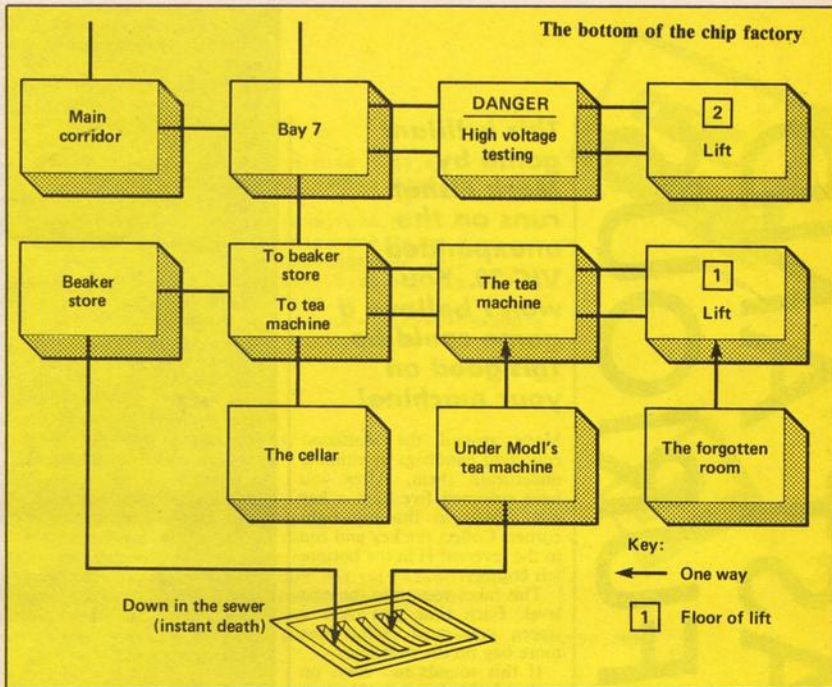 The bottom of the chip factory
Main
corridor
Bay 7
DANGER
High voltage
testing
2
Lift
Beaker
store
To beaker
store
To tea
machine
The tea
machine
1
Lift
The cellar
Under Modl's
tea machine
The forgotten
room
Down in the sewer
(instant death)
Key:
One way
1 Floor of lift